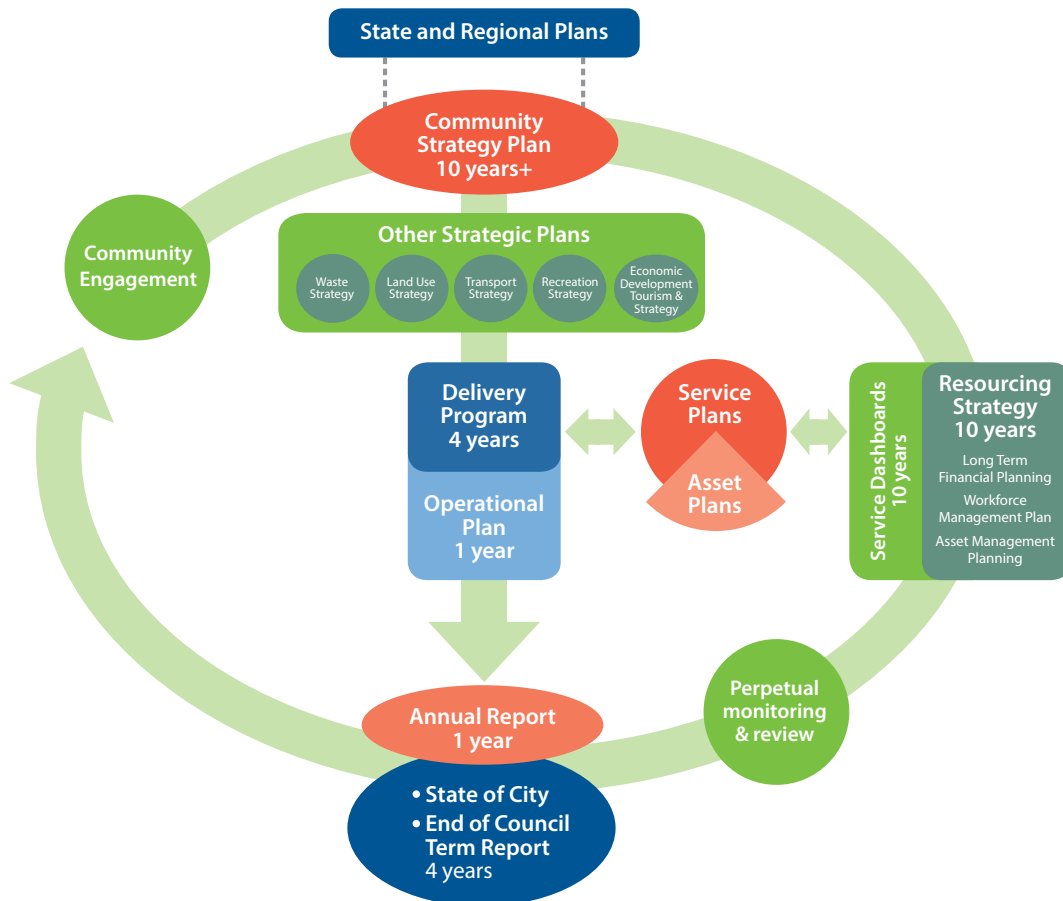 State and Regional Plans
Community
Strategy Plan
10 years+
Community
Engagement
Other Strategic Plans
Waste
Strategy
Land Use
Strategy
Transport
Strategy
Recreation
Strategy
Economic
Development
Tourism &
Strategy
Delivery
Program
4 years
Operational
Plan
1 year
Service
Plans
Asset
Plans
Service Dashboards
10 years
Resourcing
Strategy
10 years
Long Term
Financial Planning
Workforce
Management Plan
Asset Management
Planning
Perpetual
monitoring
& review
Annual Report
1 year
• State of City
• End of Council
Term Report
4 years